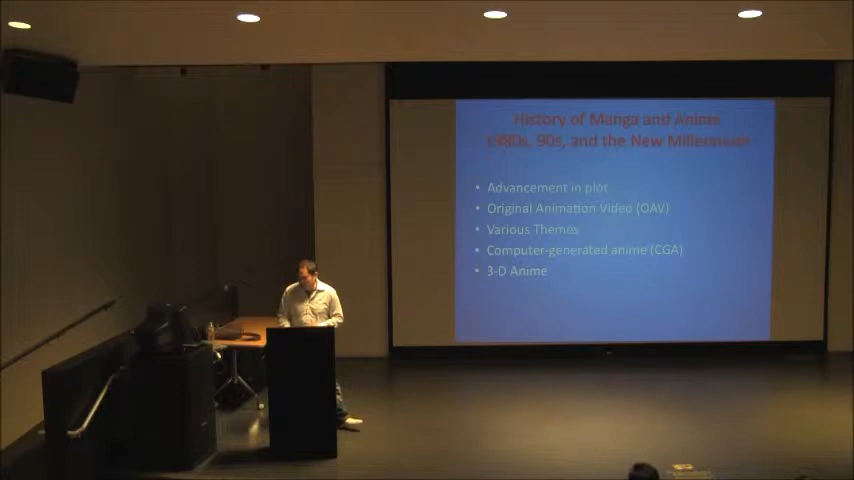 History of Manga and Anime
1980s, 90s, and the New Millennium
• Advancement in plot
• Original Animation Video (OAV)
• Various Themes
• Computer-generated anime (CGA)
• 3-D Anime